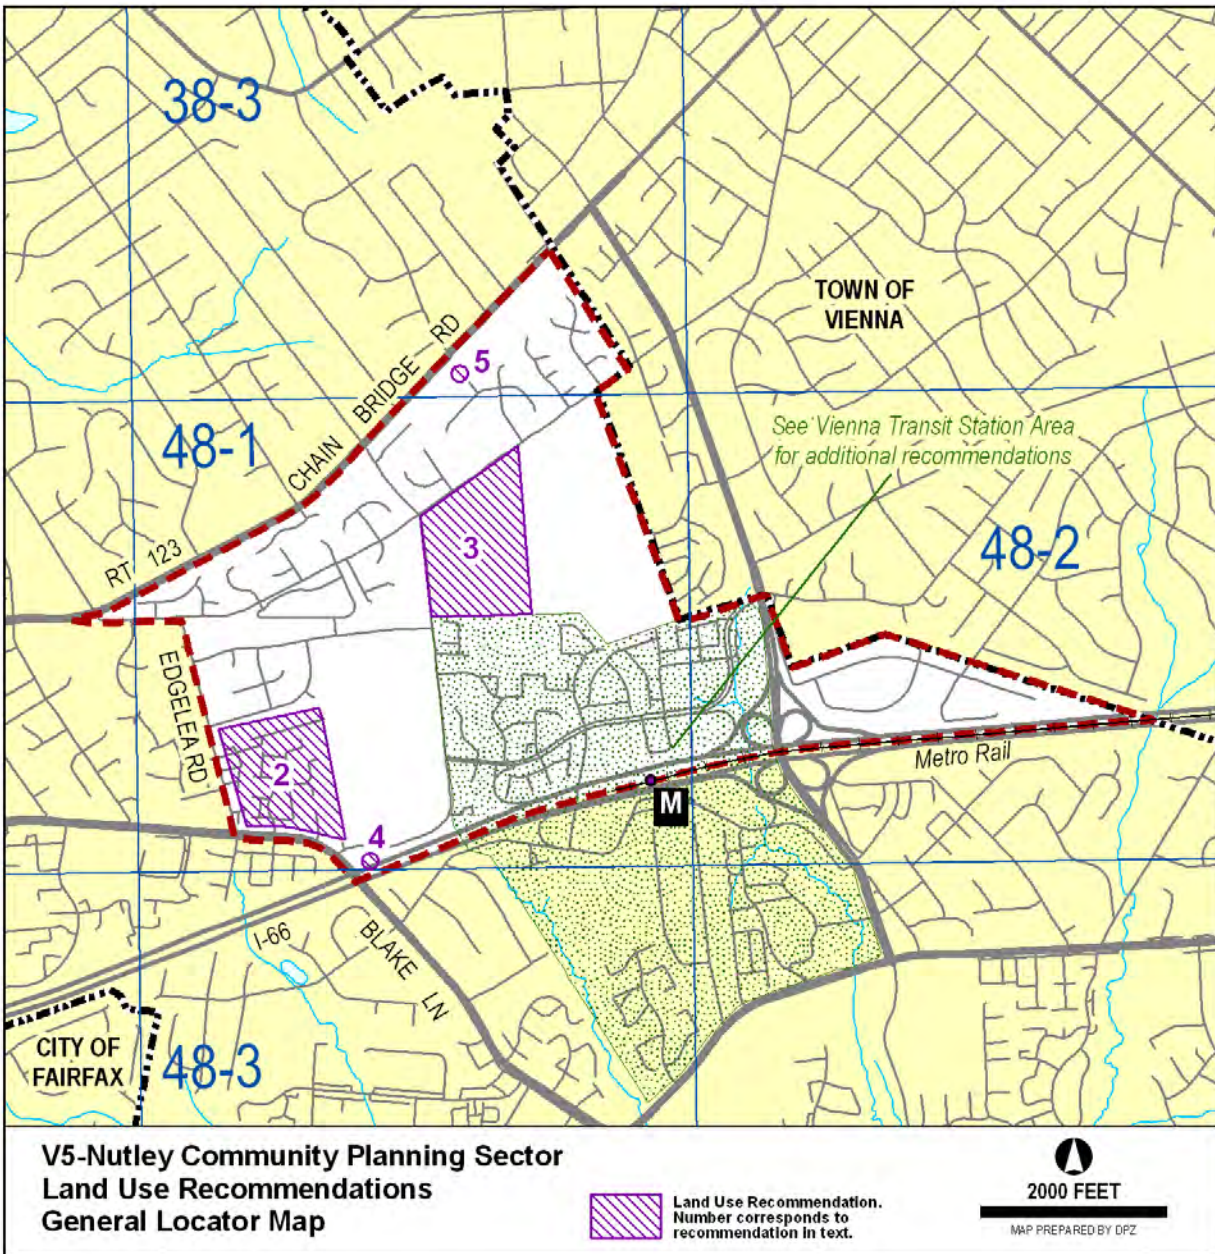 38-3
TOWN OF
VIENNA
5
CHAIN BRIDGE RD
See Vienna Transit Station Area
for additional recommendations
48-1
48-2
3
RT 123
EDGELEA RD
2
Metro Rail
M
4
I-66
BLAKE LN
CITY OF
FAIRFAX
48-3
V5-Nutley Community Planning Sector
Land Use Recommendations
General Locator Map
Land Use Recommendation.
Number corresponds to
recommendation in text.
2000 FEET
MAP PREPARED BY DPZ